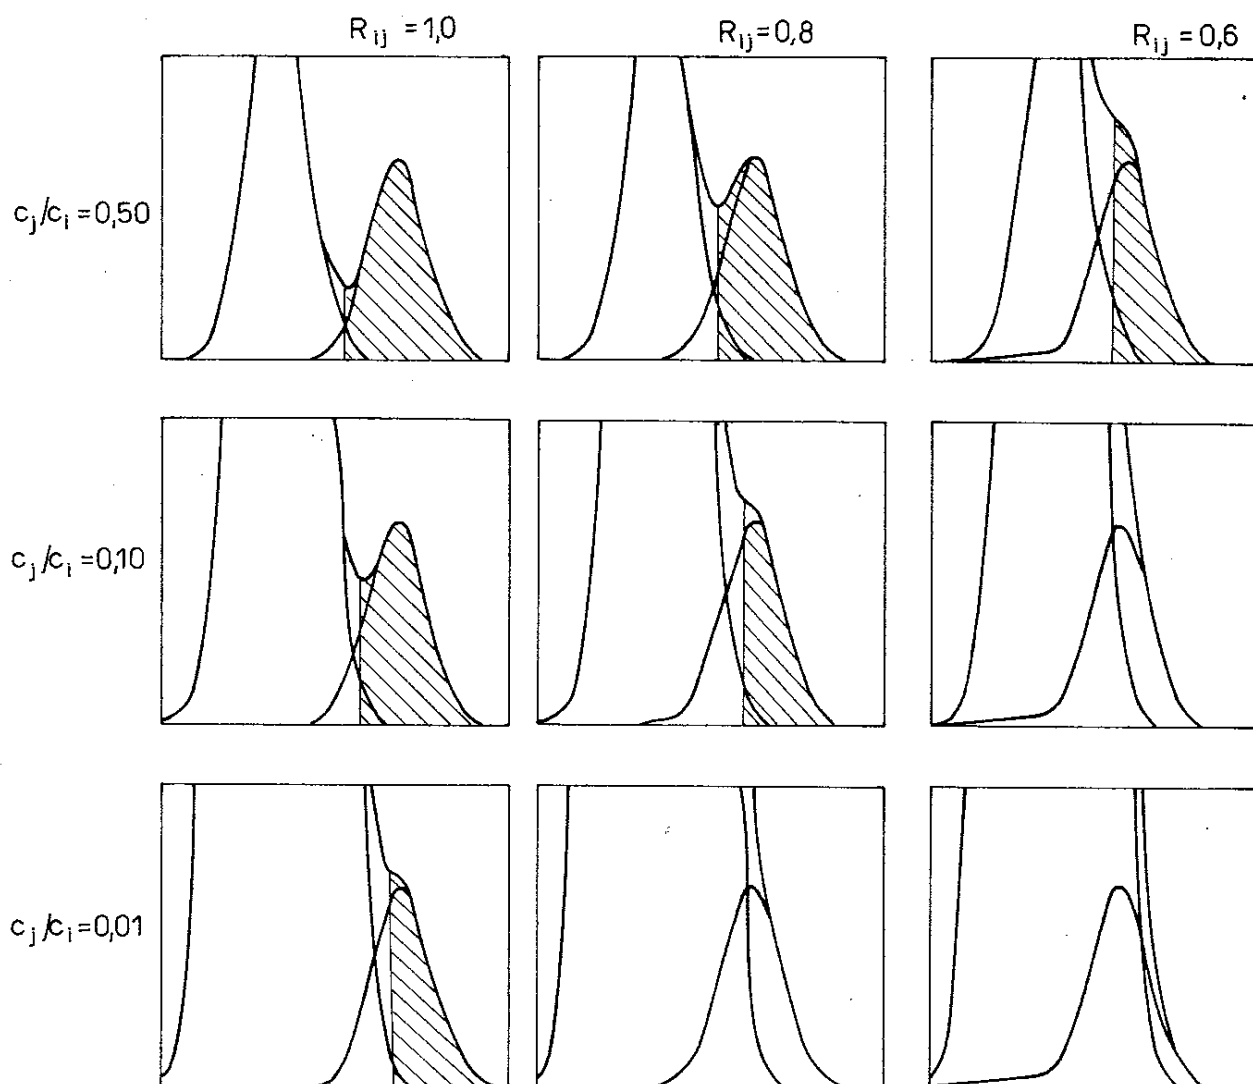 R_ij = 1,0
R_ij = 0,8
R_ij = 0,6
c_j/c_i = 0,50
c_j/c_i = 0,10
c_j/c_i = 0,01